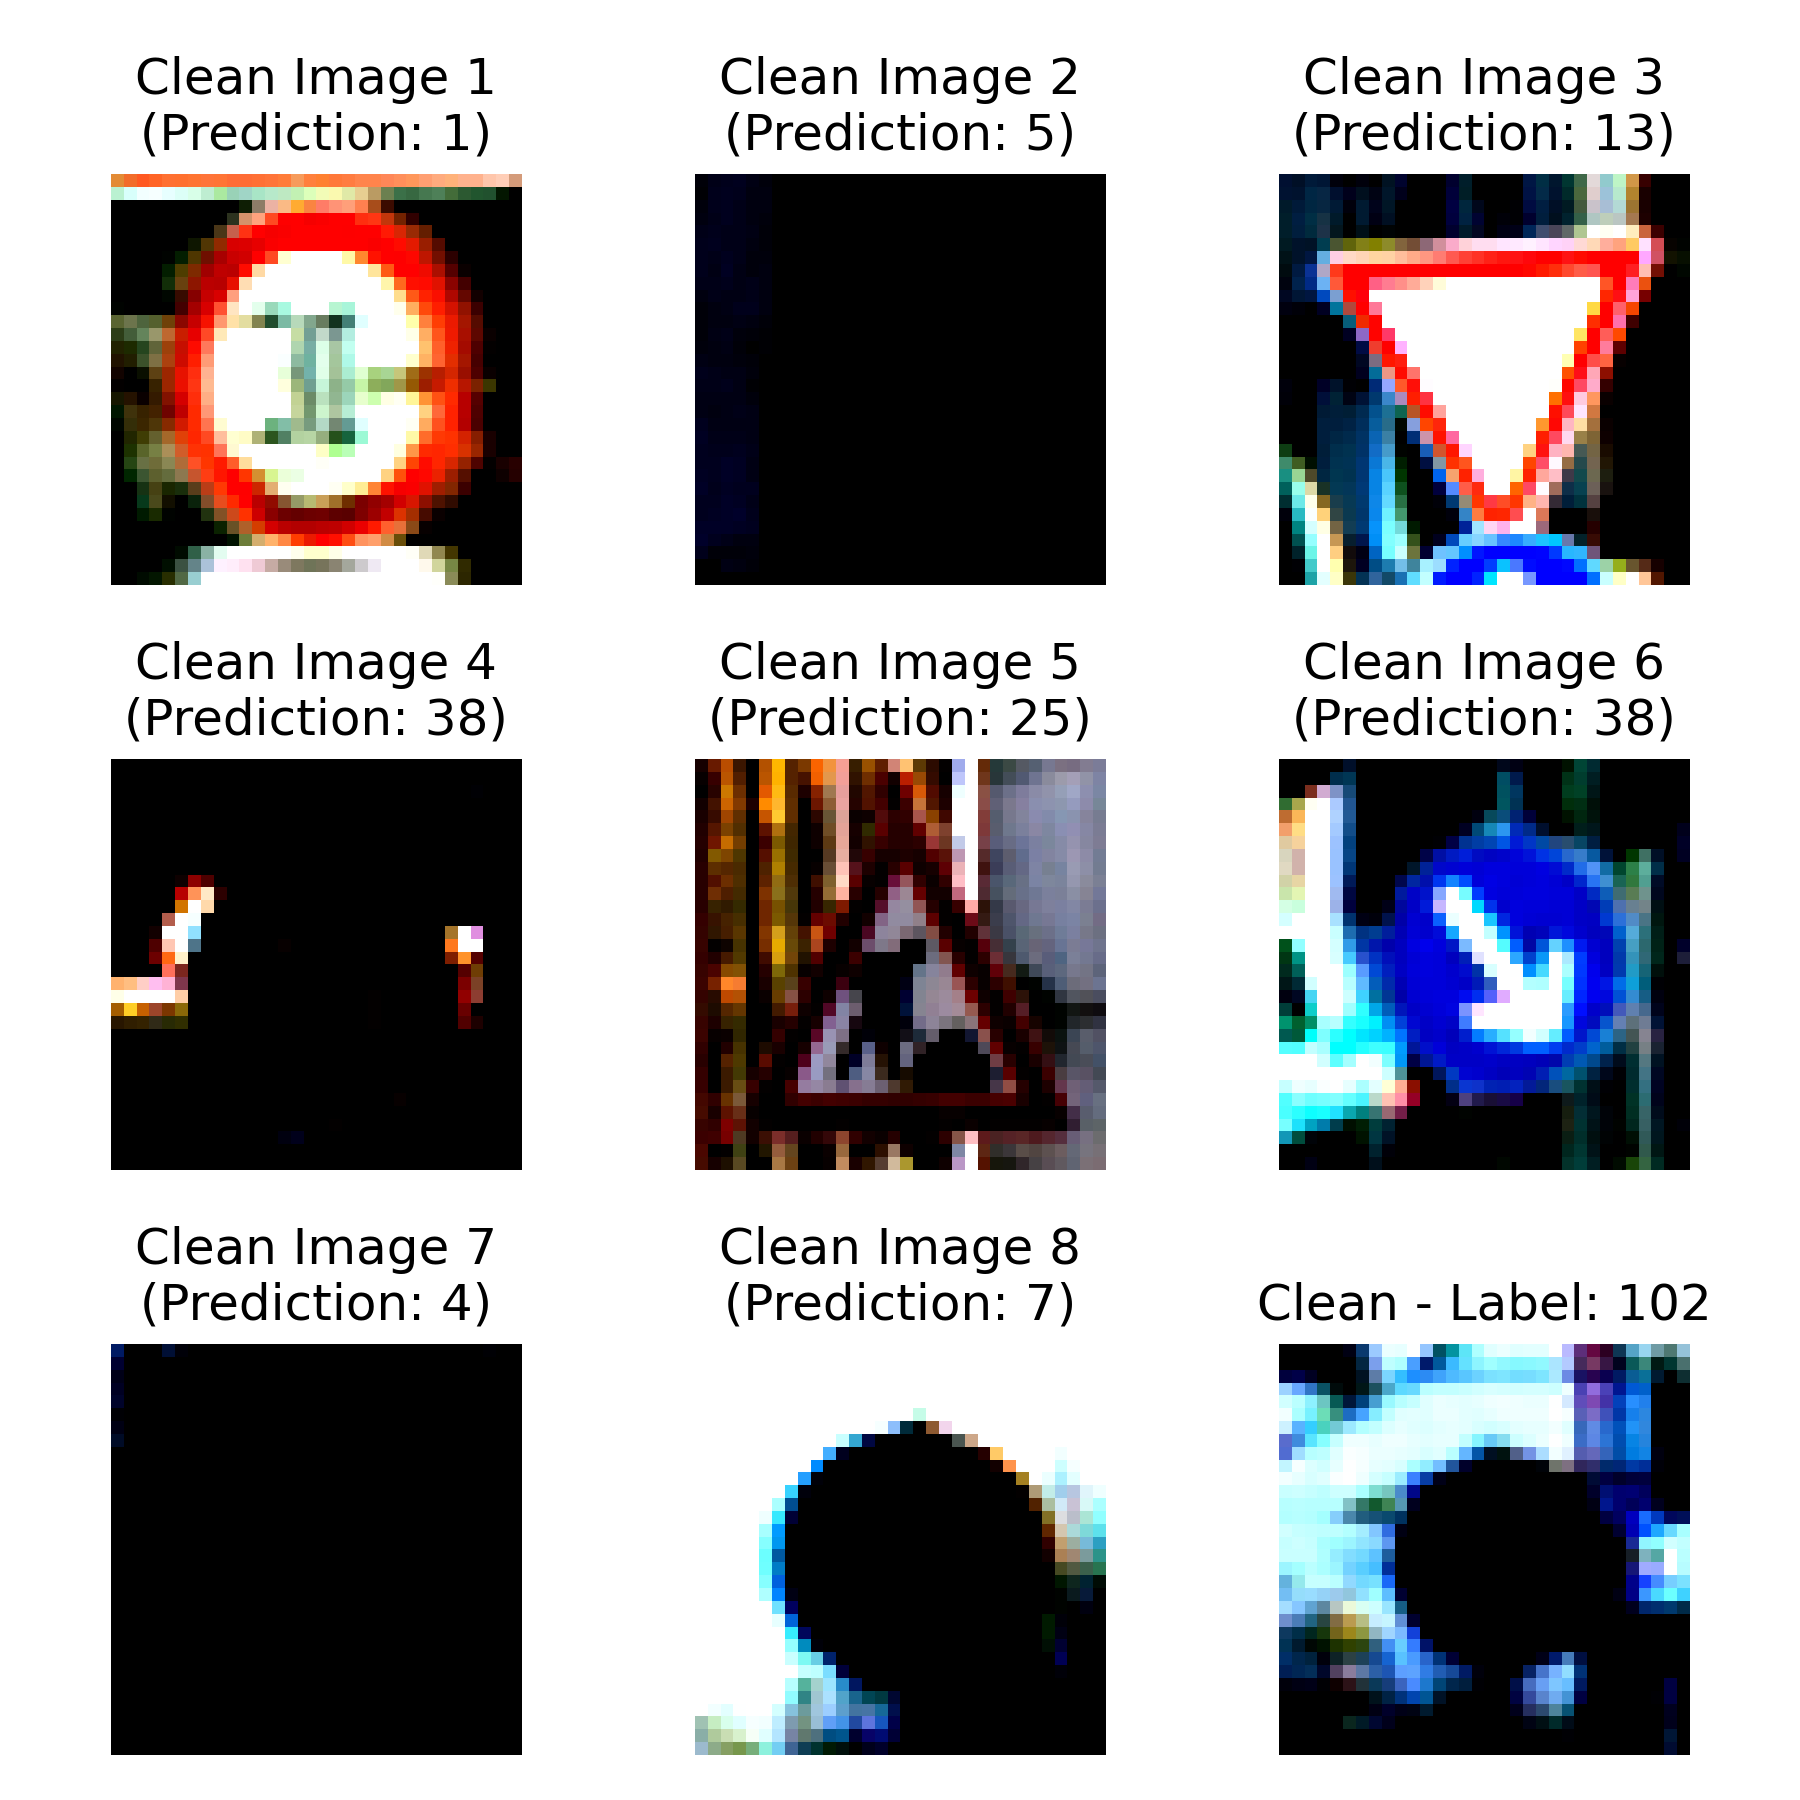 Clean Image 1
(Prediction: 1)
Clean Image 2
(Prediction: 5)
Clean Image 3
(Prediction: 13)
Clean Image 4
(Prediction: 38)
Clean Image 5
(Prediction: 25)
Clean Image 6
(Prediction: 38)
Clean Image 7
(Prediction: 4)
Clean Image 8
(Prediction: 7)
Clean - Label: 102